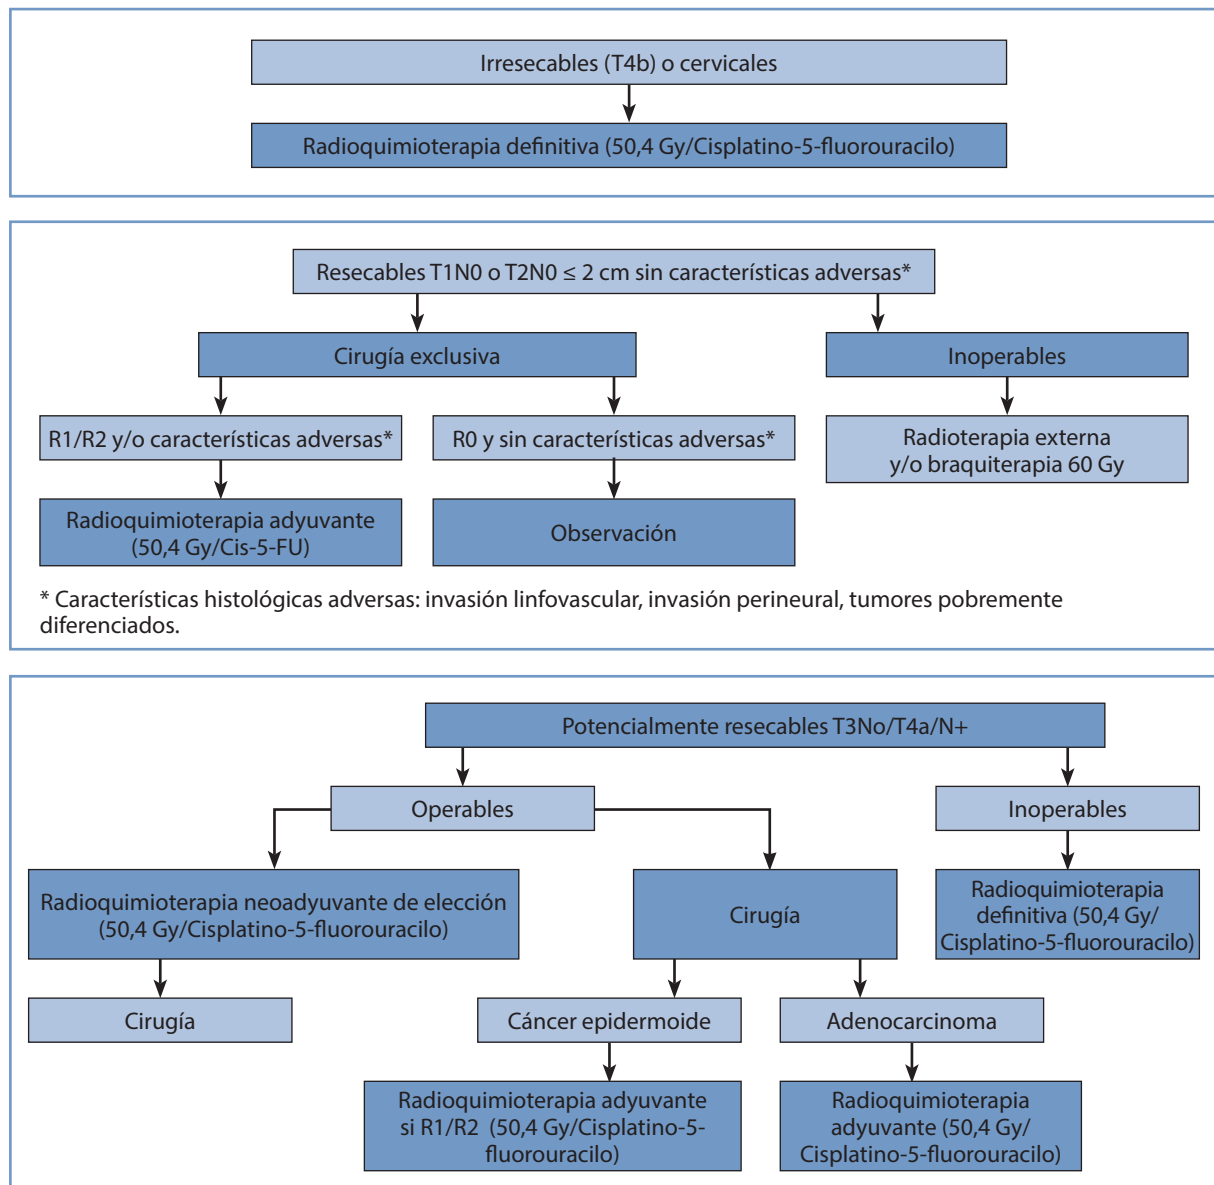 Irresecables (T4b) o cervicales
Radioquimioterapia definitiva (50,4 Gy/Cisplatino-5-fluorouracilo)
Resecables T1N0 o T2N0 ≤ 2 cm sin características adversas*
Cirugía exclusiva
Inoperables
R1/R2 y/o características adversas*
R0 y sin características adversas*
Radioterapia externa
y/o braquiterapia 60 Gy
Radioquimioterapia adyuvante
(50,4 Gy/Cis-5-FU)
Observación
* Características histológicas adversas: invasión linfovascular, invasión perineural, tumores pobremente
diferenciados.
Potencialmente resecables T3No/T4a/N+
Operables
Inoperables
Radioquimioterapia neoadyuvante de elección
(50,4 Gy/Cisplatino-5-fluorouracilo)
Cirugía
Radioquimioterapia
definitiva (50,4 Gy/
Cisplatino-5-fluorouracilo)
Cirugía
Cáncer epidermoide
Adenocarcinoma
Radioquimioterapia adyuvante
si R1/R2 (50,4 Gy/Cisplatino-5-
fluorouracilo)
Radioquimioterapia
adyuvante (50,4 Gy/
Cisplatino-5-fluorouracilo)